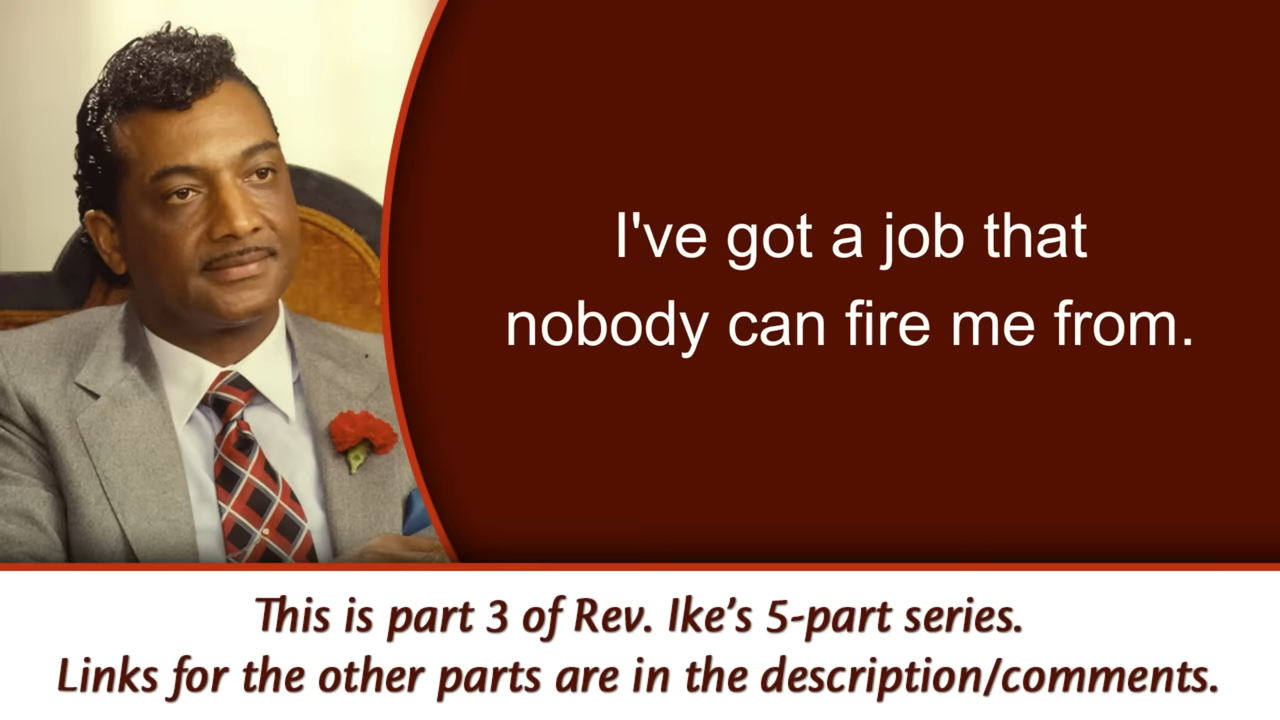 I've got a job that
nobody can fire me from.
This is part 3 of Rev. Ike’s 5-part series.
Links for the other parts are in the description/comments.